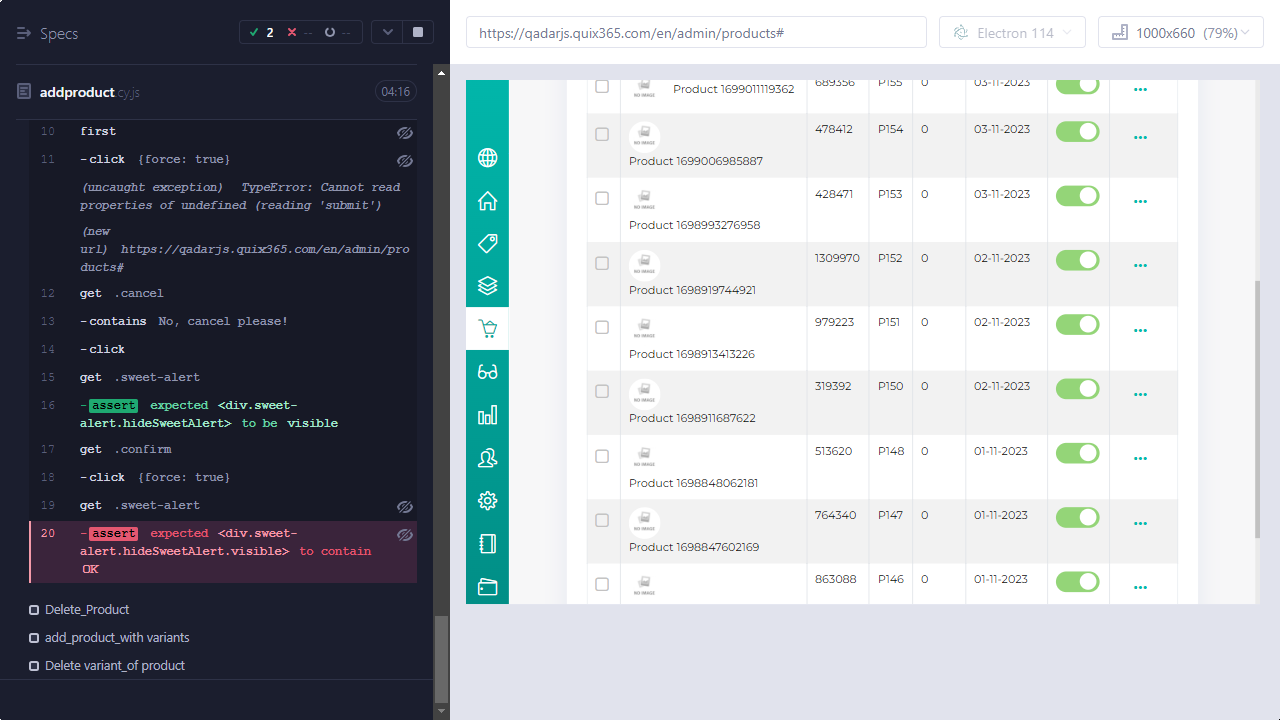 Specs
2
--
--
addproduct cy.js
04:16
10 first
11 -click {force: true}
(uncaught exception) TypeError: Cannot read
properties of undefined (reading 'submit')
(new
url) https://qadarjs.quix365.com/en/admin/pro
ducts#
12 get .cancel
13 -contains No, cancel please!
14 -click
15 get .sweet-alert
16 -assert expected <div.sweet-
alert.hideSweetAlert> to be visible
17 get .confirm
18 -click {force: true}
19 get .sweet-alert
20 -assert expected <div.sweet-
alert.hideSweetAlert.visible> to contain
OK
Delete_Product
add_product_with variants
Delete variant_of product
https://qadarjs.quix365.com/en/admin/products#
Electron 114
1000x660 (79%)
NO IMAGE Product 1699011119362 689356 P155 0 03-11-2023
NO IMAGE 478412 P154 0 03-11-2023
Product 1699006985887
NO IMAGE 428471 P153 0 03-11-2023
Product 1698993276958
NO IMAGE 1309970 P152 0 02-11-2023
Product 1698919744921
NO IMAGE 979223 P151 0 02-11-2023
Product 1698913413226
NO IMAGE 319392 P150 0 02-11-2023
Product 1698911687622
NO IMAGE 513620 P148 0 01-11-2023
Product 1698848062181
NO IMAGE 764340 P147 0 01-11-2023
Product 1698847602169
NO IMAGE 863088 P146 0 01-11-2023